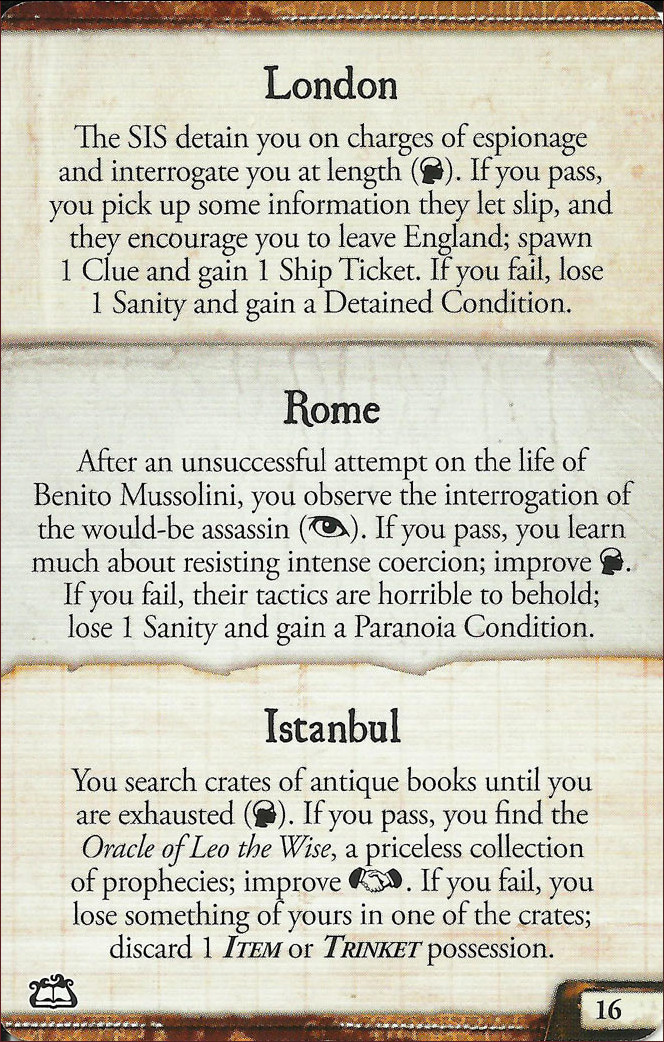 London
The SIS detain you on charges of espionage
and interrogate you at length (). If you pass,
you pick up some information they let slip, and
they encourage you to leave England; spawn
1 Clue and gain 1 Ship Ticket. If you fail, lose
1 Sanity and gain a Detained Condition.
Rome
After an unsuccessful attempt on the life of
Benito Mussolini, you observe the interrogation of
the would-be assassin (). If you pass, you learn
much about resisting intense coercion; improve .
If you fail, their tactics are horrible to behold;
lose 1 Sanity and gain a Paranoia Condition.
Istanbul
You search crates of antique books until you
are exhausted (). If you pass, you find the
Oracle of Leo the Wise, a priceless collection
of prophecies; improve . If you fail, you
lose something of yours in one of the crates;
discard 1 ITEM or TRINKET possession.
16